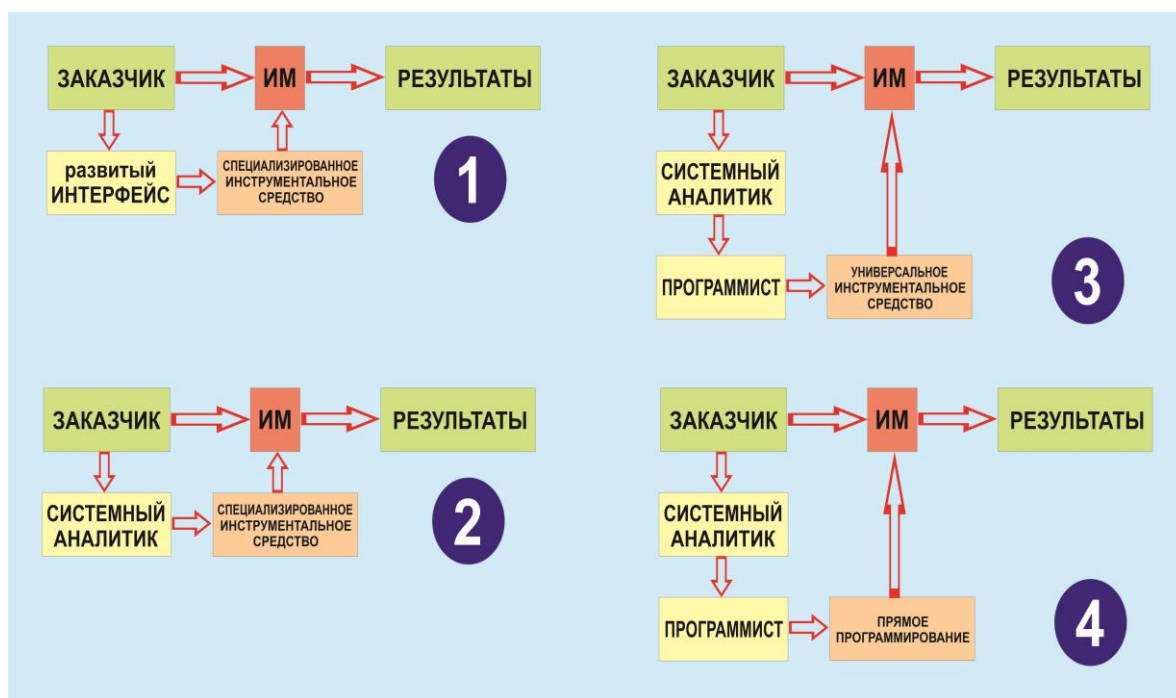 ЗАКАЗЧИК
ИМ
РЕЗУЛЬТАТЫ
развитый
ИНТЕРФЕЙС
СПЕЦИАЛИЗИРОВАННОЕ
ИНСТРУМЕНТАЛЬНОЕ
СРЕДСТВО
1
ЗАКАЗЧИК
ИМ
РЕЗУЛЬТАТЫ
СИСТЕМНЫЙ
АНАЛИТИК
СПЕЦИАЛИЗИРОВАННОЕ
ИНСТРУМЕНТАЛЬНОЕ
СРЕДСТВО
2
ЗАКАЗЧИК
ИМ
РЕЗУЛЬТАТЫ
СИСТЕМНЫЙ
АНАЛИТИК
ПРОГРАММИСТ
УНИВЕРСАЛЬНОЕ
ИНСТРУМЕНТАЛЬНОЕ
СРЕДСТВО
3
ЗАКАЗЧИК
ИМ
РЕЗУЛЬТАТЫ
СИСТЕМНЫЙ
АНАЛИТИК
ПРОГРАММИСТ
ПРЯМОЕ
ПРОГРАММИРОВАНИЕ
4